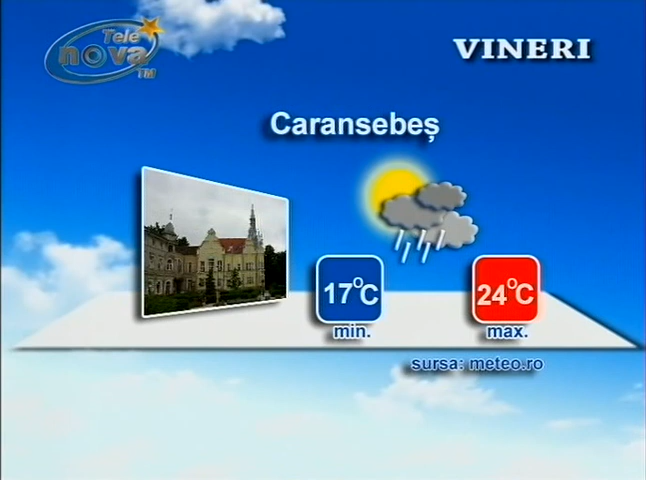 Tele
nova
TM
VINERI
Caransebeș
17°C
24°C
min.
max.
sursa: meteo.ro